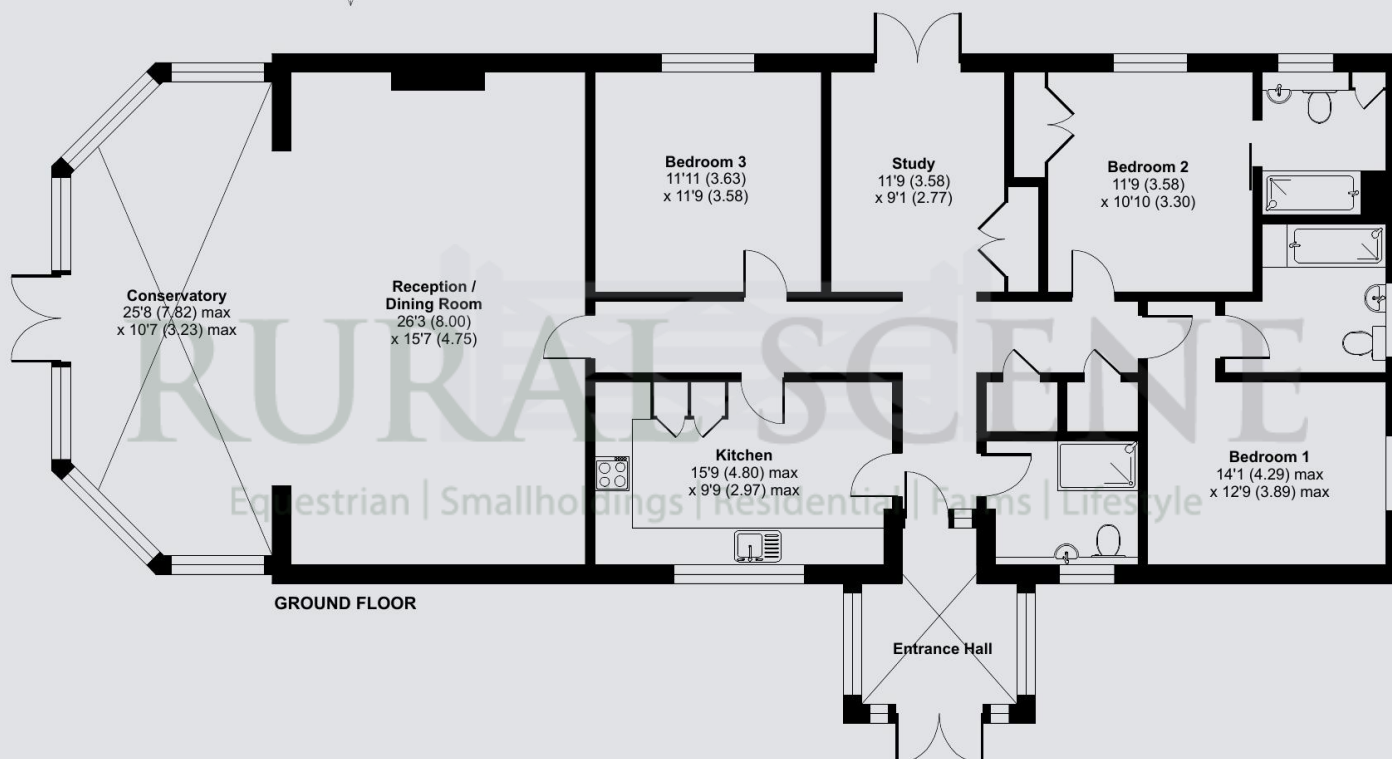 Conservatory
25'8 (7.82) max
x 10'7 (3.23) max
Reception /
Dining Room
26'3 (8.00)
x 15'7 (4.75)
Bedroom 3
11'11 (3.63)
x 11'9 (3.58)
Study
11'9 (3.58)
x 9'1 (2.77)
Bedroom 2
11'9 (3.58)
x 10'10 (3.30)
RURAL SCENE
Equestrian | Smallholdings | Residential | Farms | Lifestyle
Kitchen
15'9 (4.80) max
x 9'9 (2.97) max
Bedroom 1
14'1 (4.29) max
x 12'9 (3.89) max
GROUND FLOOR
Entrance Hall